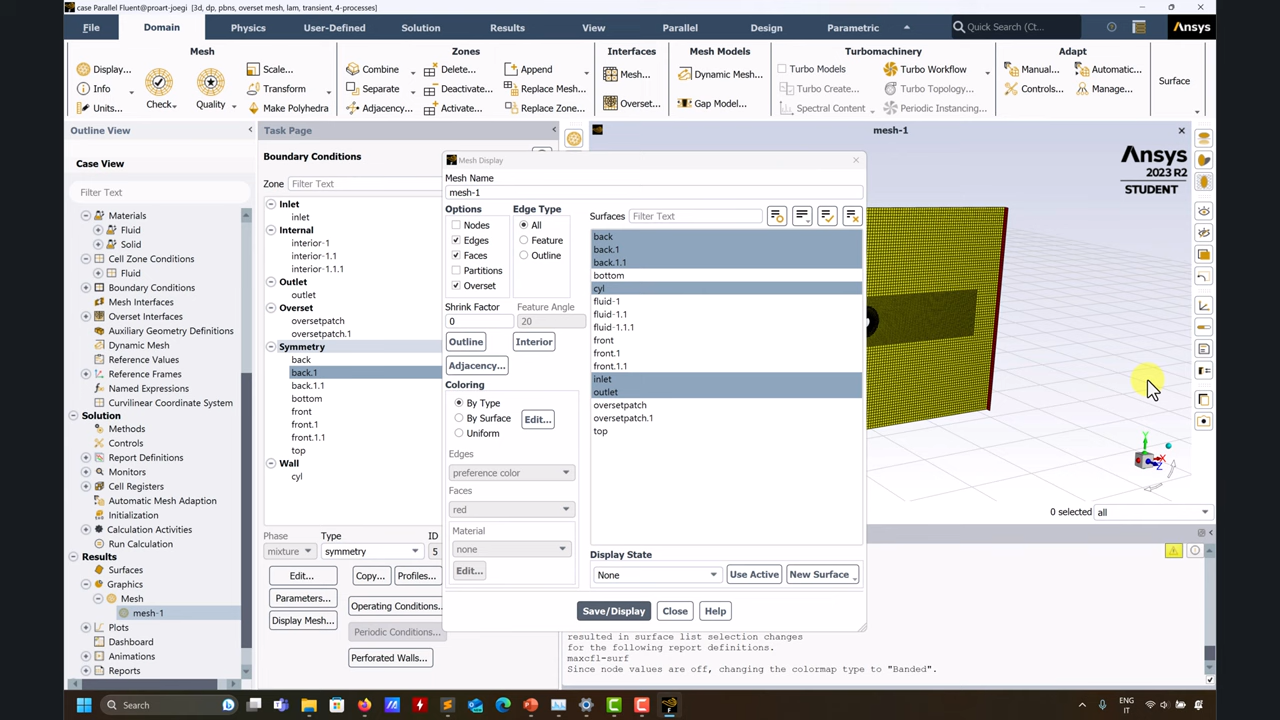 case Parallel Fluent@proart-joegi [3d, dp, pbns, overset mesh, lam, transient, 4-processes]
File Domain Physics User-Defined Solution Results View Parallel Design Parametric Quick Search (Ct... Ansys
Mesh Zones Interfaces Mesh Models Turbomachinery Adapt
Display... Scale... Combine Delete... Append Mesh... Dynamic Mesh... Turbo Models Turbo Workflow Manual... Automatic...
Info Check Quality Transform Separate Deactivate... Replace Mesh... Turbo Create... Turbo Topology... Controls... Manage... Surface
Units... Make Polyhedra Adjacency... Activate... Replace Zone... Overset... Gap Model... Spectral Content Periodic Instancing...
Outline View
Case View
Filter Text
Materials
Fluid
Solid
Cell Zone Conditions
Fluid
Boundary Conditions
Mesh Interfaces
Overset Interfaces
Auxiliary Geometry Definitions
Dynamic Mesh
Reference Values
Reference Frames
Named Expressions
Curvilinear Coordinate System
Solution
Methods
Controls
Report Definitions
Monitors
Cell Registers
Automatic Mesh Adaption
Initialization
Calculation Activities
Run Calculation
Results
Surfaces
Graphics
Mesh
mesh-1
Plots
Dashboard
Animations
Reports
Task Page
Boundary Conditions
Zone Filter Text
Inlet
inlet
Internal
interior-1
interior-1.1
interior-1.1.1
Outlet
outlet
Overset
oversetpatch
oversetpatch.1
Symmetry
back
back.1
back.1.1
bottom
front
front.1
front.1.1
top
Wall
cyl
Phase Type ID
mixture symmetry 5
Edit... Copy... Profiles...
Parameters... Operating Conditions...
Display Mesh... Periodic Conditions...
Perforated Walls...
Mesh Display
Mesh Name
mesh-1
Options Edge Type
Nodes All
Edges Feature
Faces Outline
Partitions
Overset
Shrink Factor Feature Angle
0 20
Outline Interior
Adjacency...
Coloring
By Type
By Surface Edit...
Uniform
Edges
preference color
Faces
red
Material
none
Edit...
Surfaces Filter Text
back
back.1
back.1.1
bottom
cyl
fluid-1
fluid-1.1
fluid-1.1.1
front
front.1
front.1.1
inlet
outlet
oversetpatch
oversetpatch.1
top
Display State
None Use Active New Surface
Save/Display Close Help
mesh-1
Ansys
2023 R2
STUDENT
Y
X
Z
0 selected all
resulted in surface list selection changes
for the following report definitions.
maxcfl-surf
Since node values are off, changing the colormap type to "Banded".
Search
ENG
IT